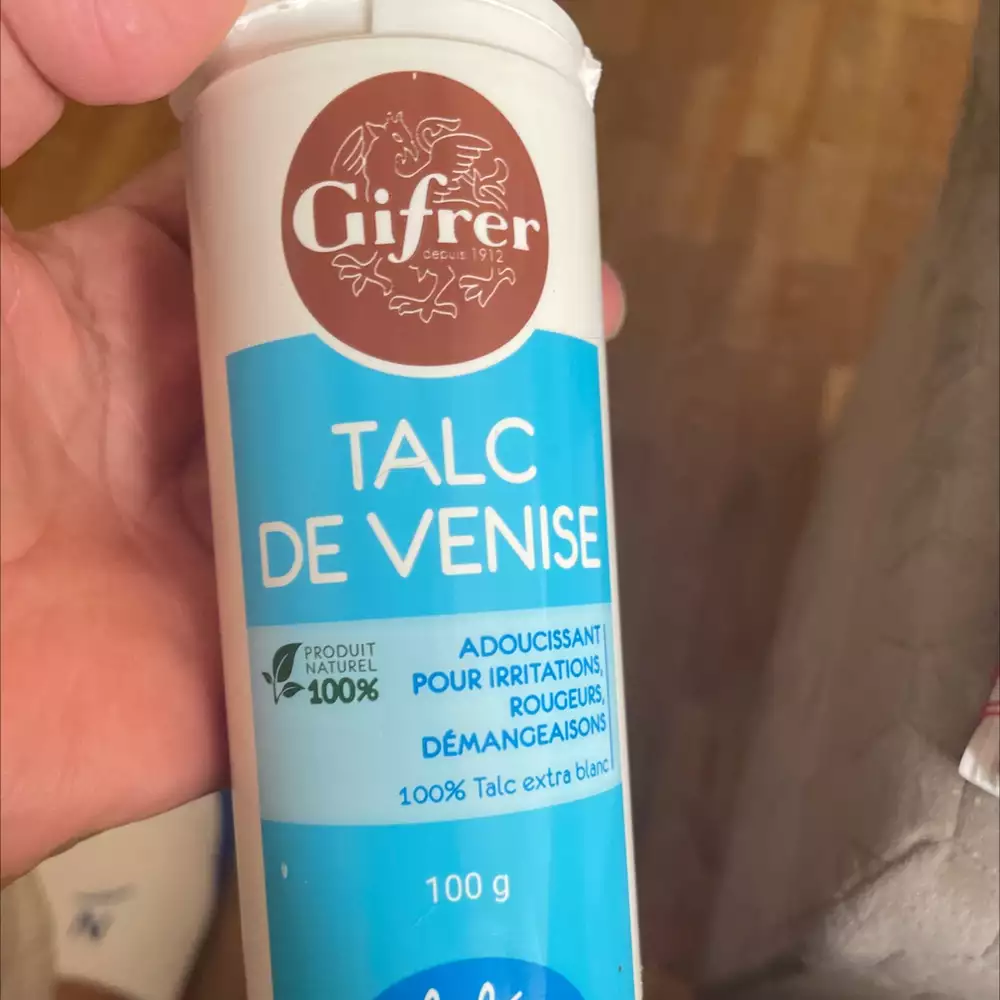 Gifrer
depuis 1912
TALC
DE VENISE
PRODUIT
NATUREL
100%
ADOUCISSANT
POUR IRRITATIONS,
ROUGEURS,
DÉMANGEAISONS
100% Talc extra blanc
100 g